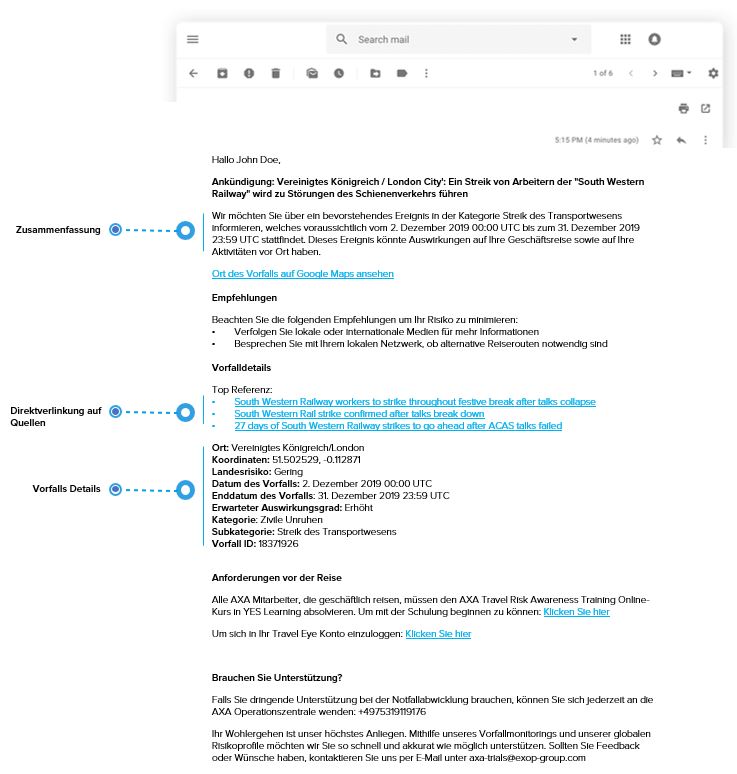 Search mail
1 of 6
5:15 PM (4 minutes ago)
Hallo John Doe,
Ankündigung: Vereinigtes Königreich / London City': Ein Streik von Arbeitern der "South Western
Railway" wird zu Störungen des Schienenverkehrs führen
Zusammenfassung
Wir möchten Sie über ein bevorstehendes Ereignis in der Kategorie Streik des Transportwesens
informieren, welches voraussichtlich vom 2. Dezember 2019 00:00 UTC bis zum 31. Dezember 2019
23:59 UTC stattfindet. Dieses Ereignis könnte Auswirkungen auf Ihre Geschäftsreise sowie auf Ihre
Aktivitäten vor Ort haben.
Ort des Vorfalls auf Google Maps ansehen
Empfehlungen
Beachten Sie die folgenden Empfehlungen um Ihr Risiko zu minimieren:
• Verfolgen Sie lokale oder internationale Medien für mehr Informationen
• Besprechen Sie mit Ihrem lokalen Netzwerk, ob alternative Reiserouten notwendig sind
Vorfalldetails
Top Referenz:
Direktverlinkung auf
Quellen
• South Western Railway workers to strike throughout festive break after talks collapse
• South Western Rail strike confirmed after talks break down
• 27 days of South Western Railway strikes to go ahead after ACAS talks failed
Vorfalls Details
Ort: Vereinigtes Königreich/London
Koordinaten: 51.502529, -0.112871
Landesrisiko: Gering
Datum des Vorfalls: 2. Dezember 2019 00:00 UTC
Enddatum des Vorfalls: 31. Dezember 2019 23:59 UTC
Erwarteter Auswirkungsgrad: Erhöht
Kategorie: Zivile Unruhen
Subkategorie: Streik des Transportwesens
Vorfall ID: 18371926
Anforderungen vor der Reise
Alle AXA Mitarbeiter, die geschäftlich reisen, müssen den AXA Travel Risk Awareness Training Online-
Kurs in YES Learning absolvieren. Um mit der Schulung beginnen zu können: Klicken Sie hier
Um sich in Ihr Travel Eye Konto einzuloggen: Klicken Sie hier
Brauchen Sie Unterstützung?
Falls Sie dringende Unterstützung bei der Notfallabwicklung brauchen, können Sie sich jederzeit an die
AXA Operationszentrale wenden: +4975319119176
Ihr Wohlergehen ist unser höchstes Anliegen. Mithilfe unseres Vorfallmonitorings und unserer globalen
Risikoprofile möchten wir Sie so schnell und akkurat wie möglich unterstützen. Sollten Sie Feedback
oder Wünsche haben, kontaktieren Sie uns per E-Mail unter axa-trials@exop-group.com